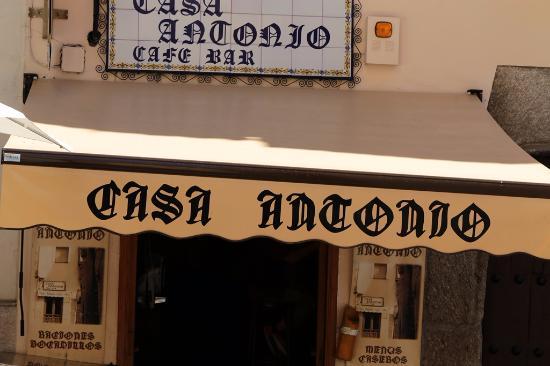 CASA
ANTONIO
CAFE BAR
CASA ANTONIO
ANTONIO
RACIONES
BOCADILLOS
ANTONIO
MENUS
CASEROS